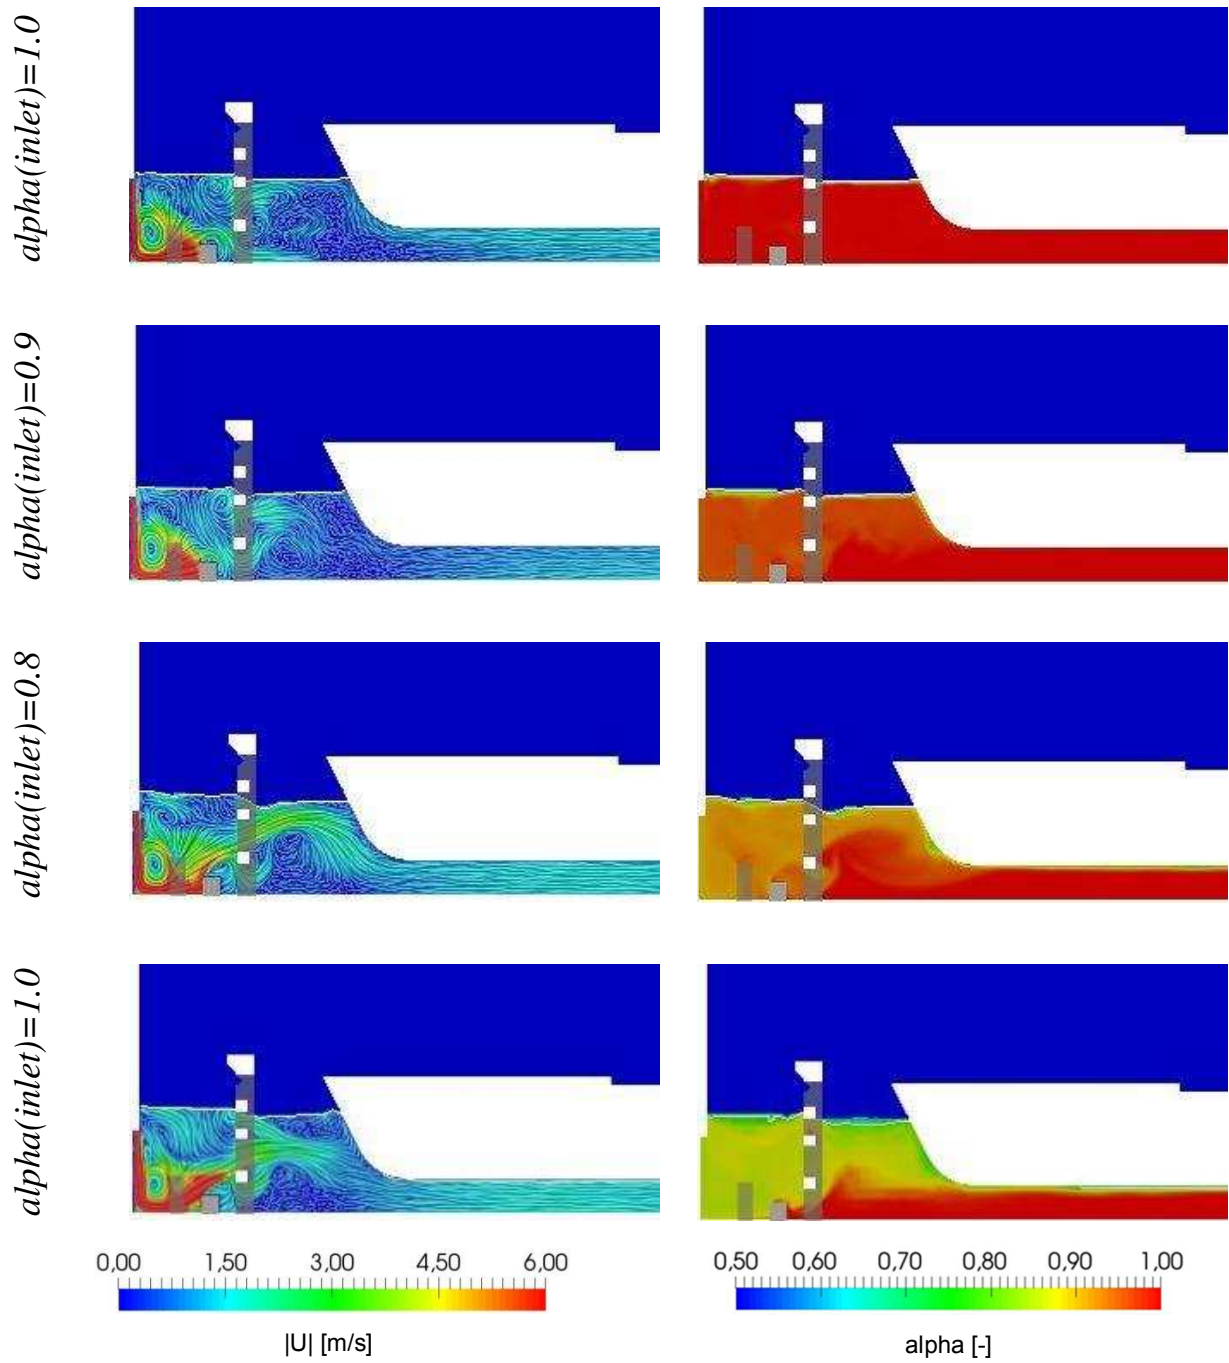 alpha(inlet)=1.0
alpha(inlet)=0.9
alpha(inlet)=0.8
alpha(inlet)=1.0
0,00 1,50 3,00 4,50 6,00
|U| [m/s]
0,50 0,60 0,70 0,80 0,90 1,00
alpha [-]